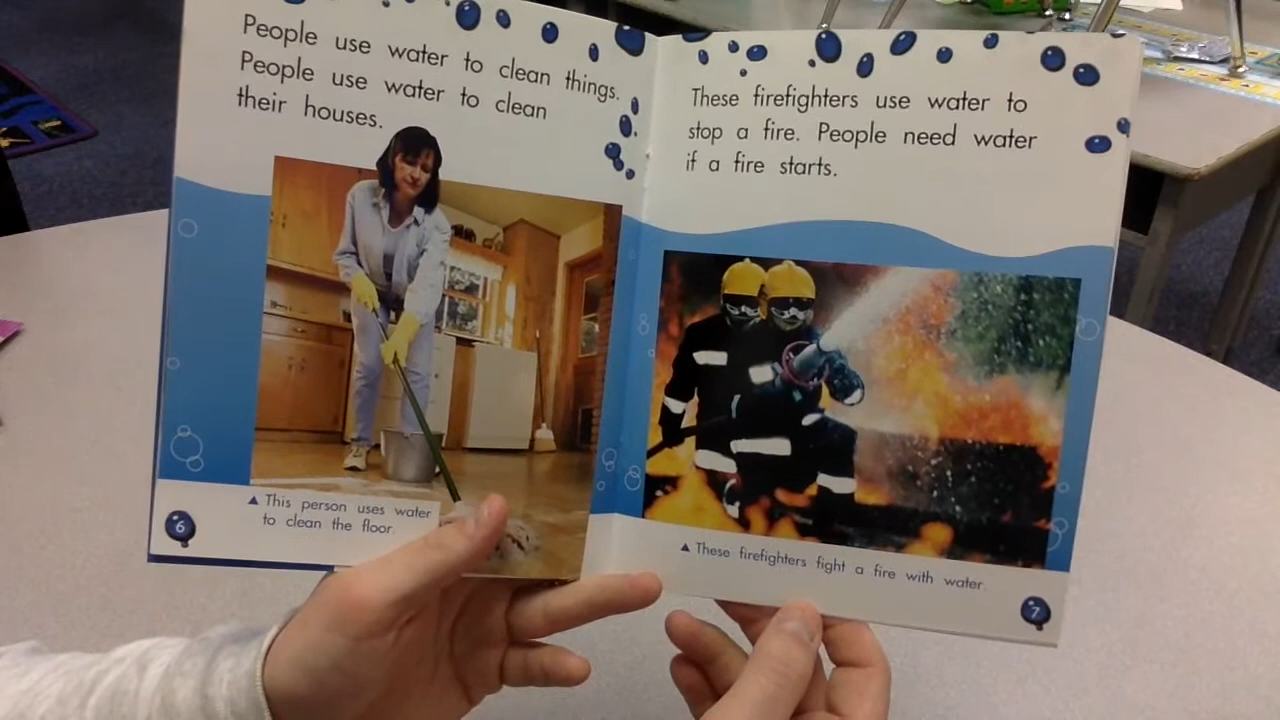 People use water to clean things.
People use water to clean
their houses.
▲ This person uses water
to clean the floor.
6
These firefighters use water to
stop a fire. People need water
if a fire starts.
▲ These firefighters fight a fire with water.
7